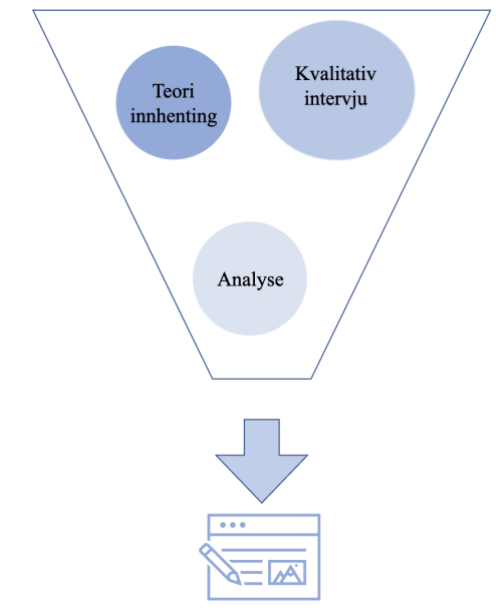 Teori
innhenting
Kvalitativ
intervju
Analyse